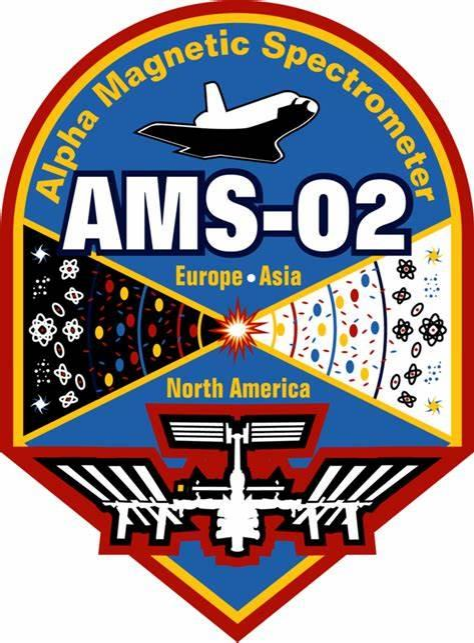 Alpha Magnetic Spectrometer
AMS-02
Europe • Asia
North America